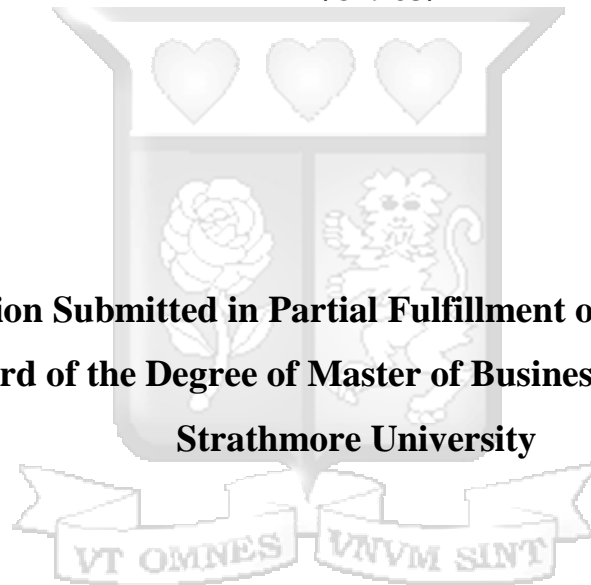 ion Submitted in Partial Fulfillment o
rd of the Degree of Master of Busines
Strathmore University
VT OMNES VNVM SINT